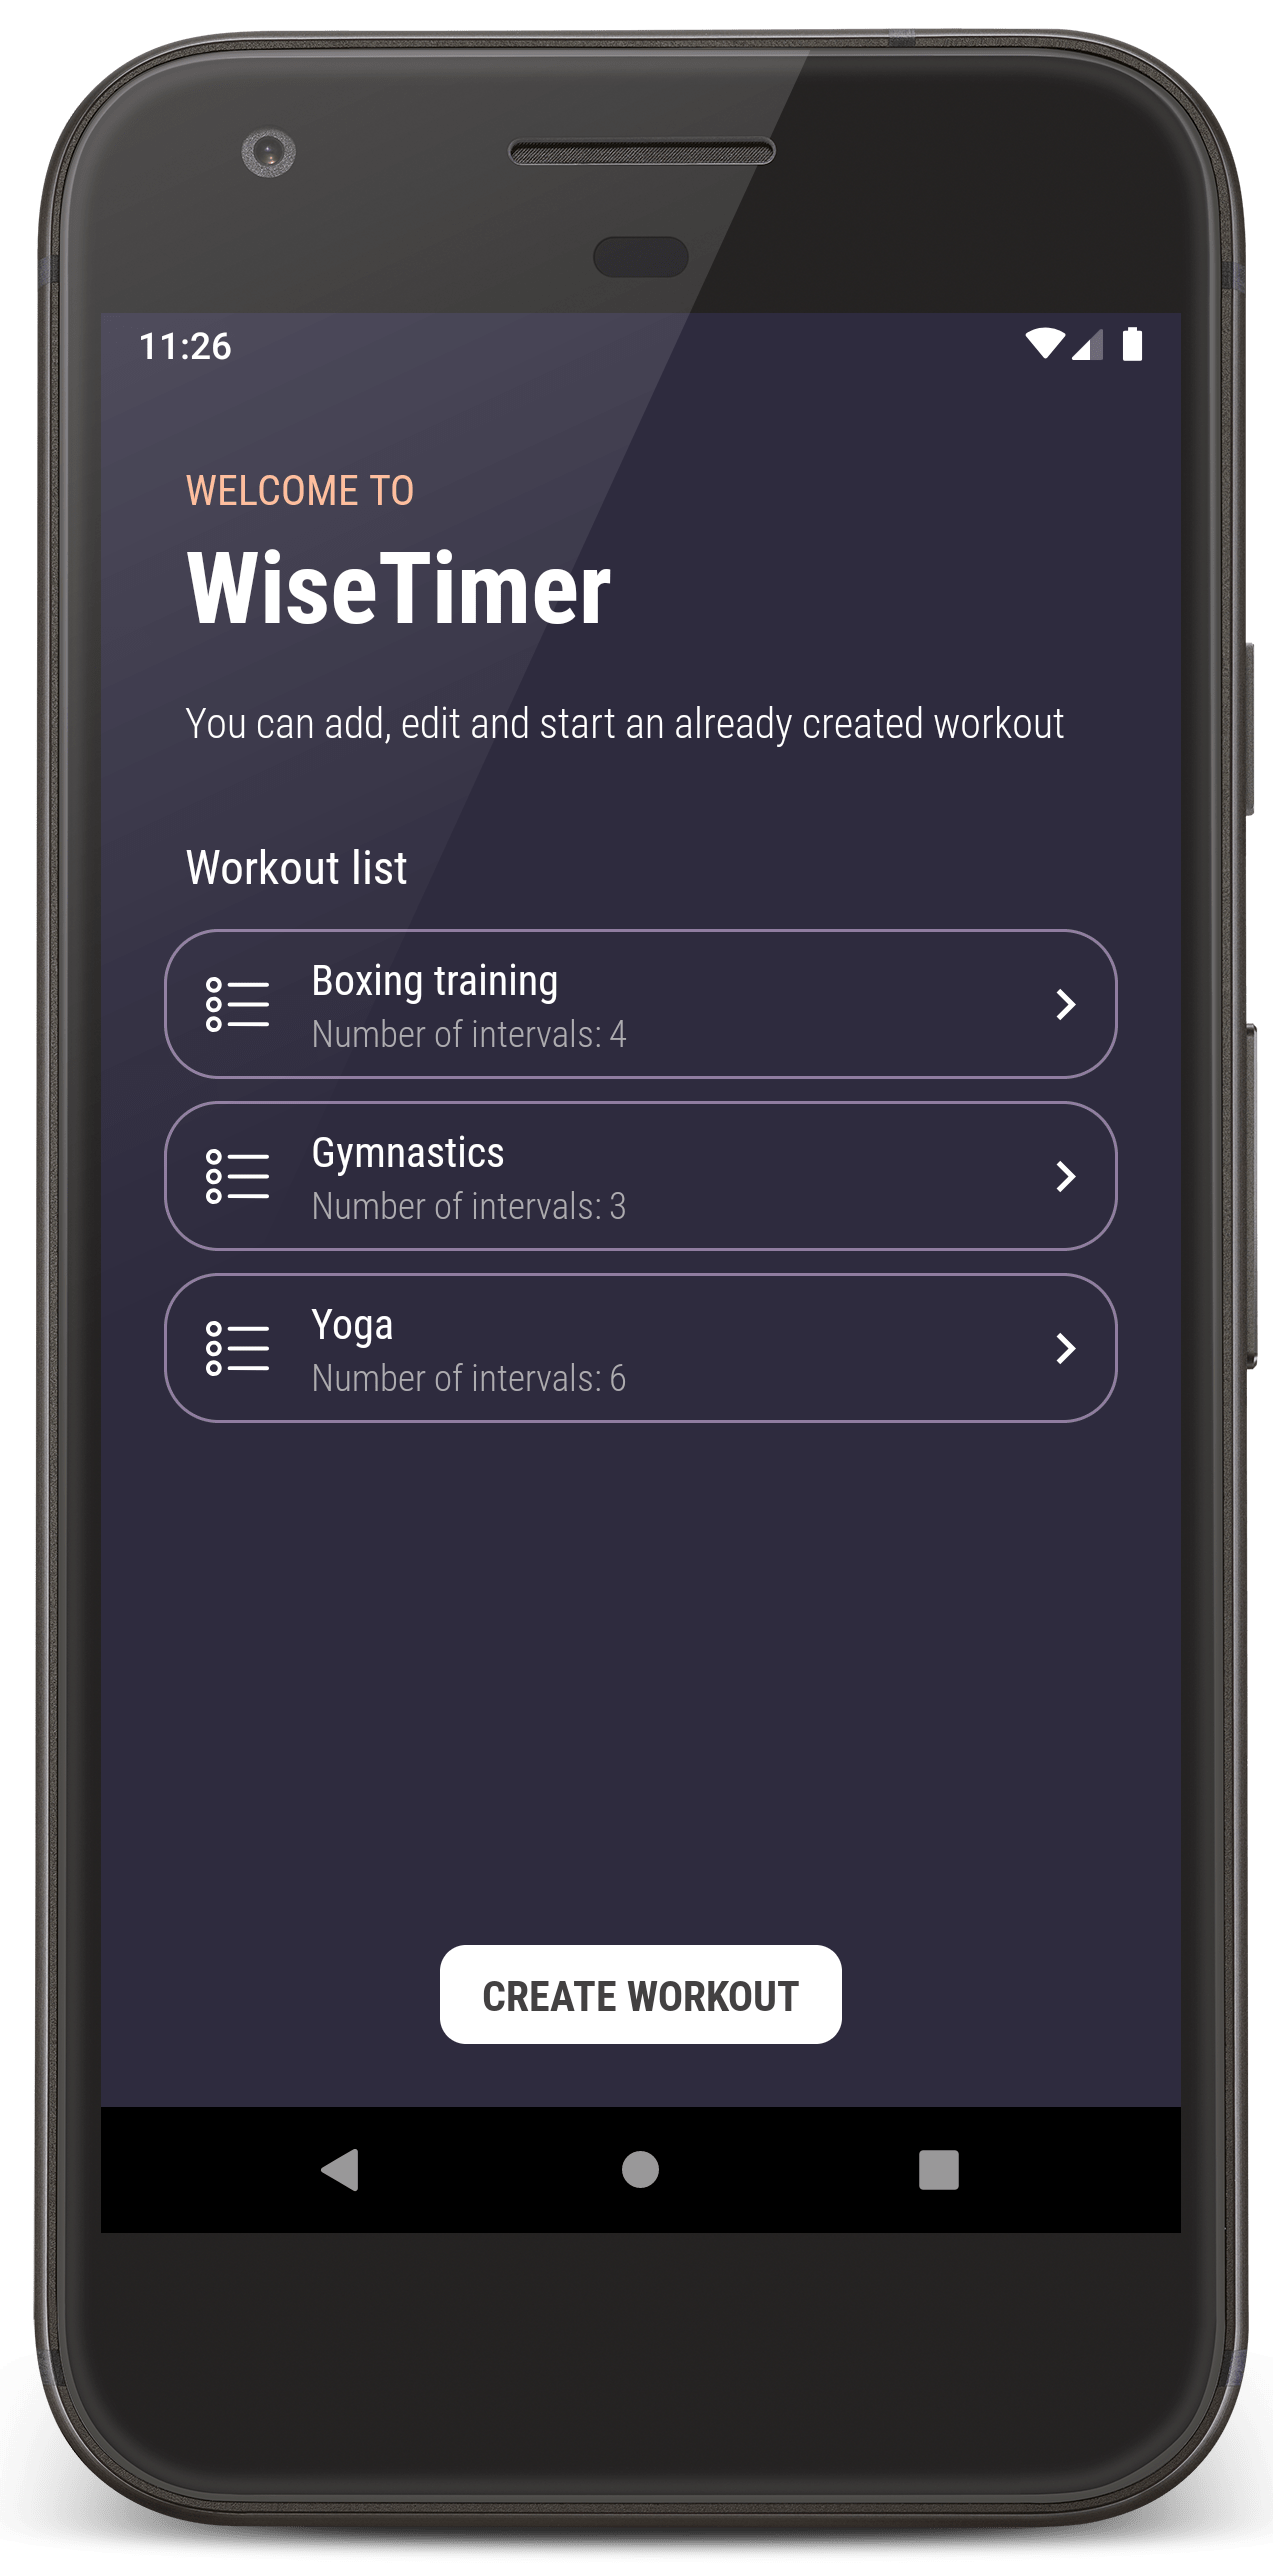 11:26
WELCOME TO
WiseTimer
You can add, edit and start an already created workout
Workout list
Boxing training
Number of intervals: 4
Gymnastics
Number of intervals: 3
Yoga
Number of intervals: 6
CREATE WORKOUT